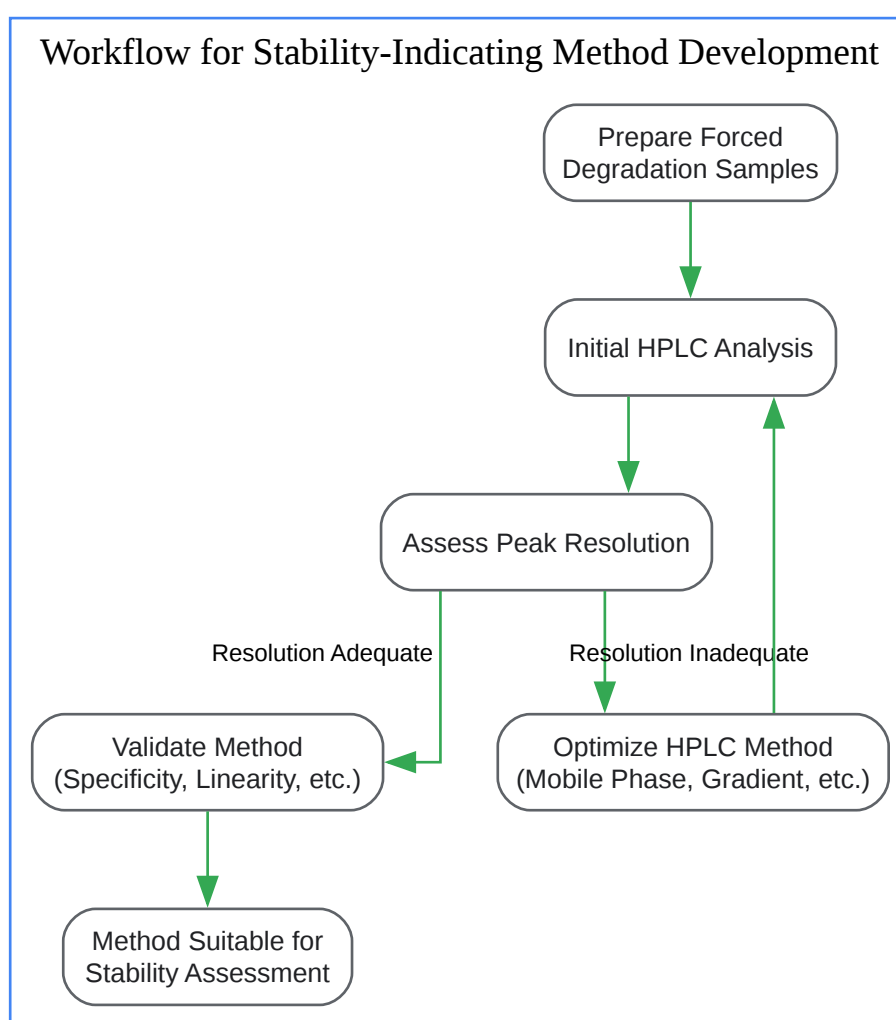 Workflow for Stability-Indicating Method Development
Prepare Forced
Degradation Samples
Initial HPLC Analysis
Assess Peak Resolution
Resolution Adequate
Resolution Inadequate
Validate Method
(Specificity, Linearity, etc.)
Optimize HPLC Method
(Mobile Phase, Gradient, etc.)
Method Suitable for
Stability Assessment